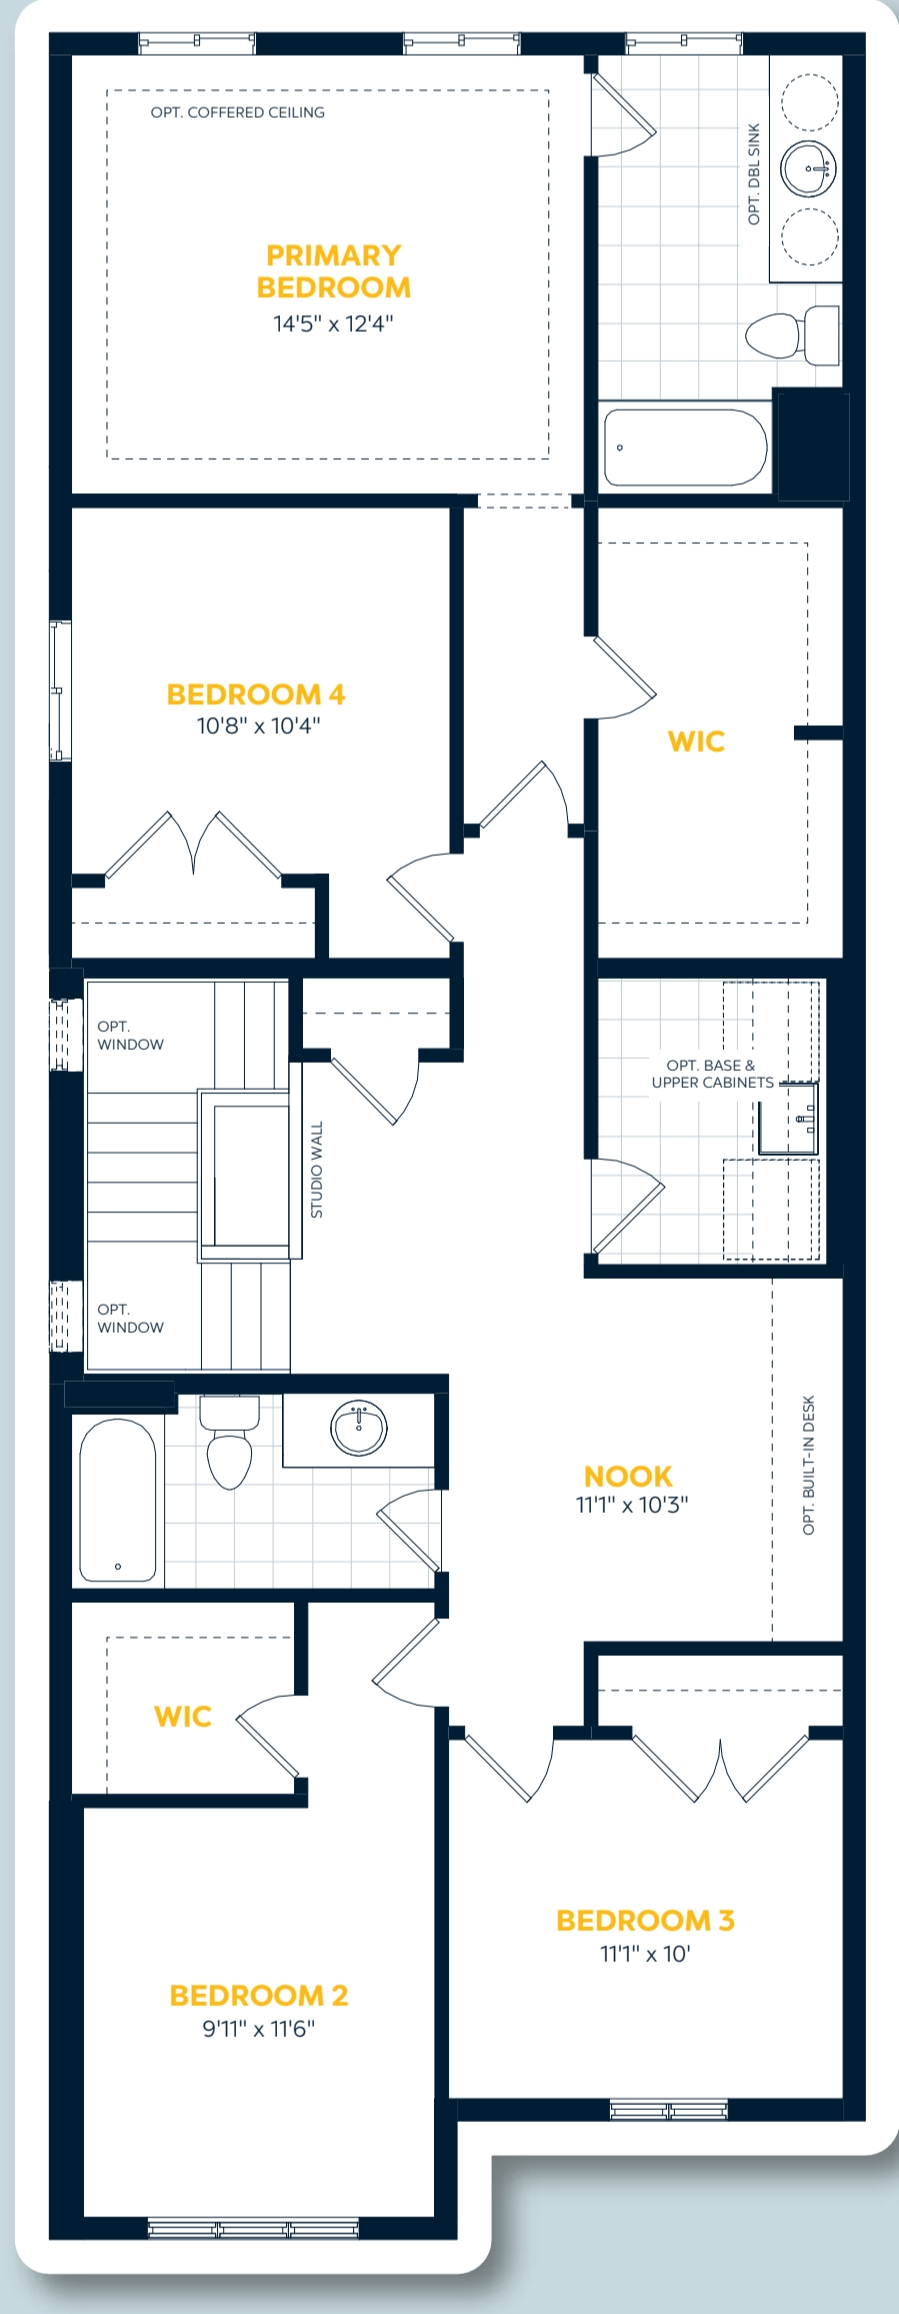 OPT. COFFERED CEILING
OPT. DBL SINK
PRIMARY
BEDROOM
14'5" x 12'4"
BEDROOM 4
10'8" x 10'4"
WIC
OPT.
WINDOW
OPT. BASE &
UPPER CABINETS
STUDIO WALL
OPT.
WINDOW
OPT. BUILT-IN DESK
NOOK
11'1" x 10'3"
WIC
BEDROOM 3
11'1" x 10'
BEDROOM 2
9'11" x 11'6"